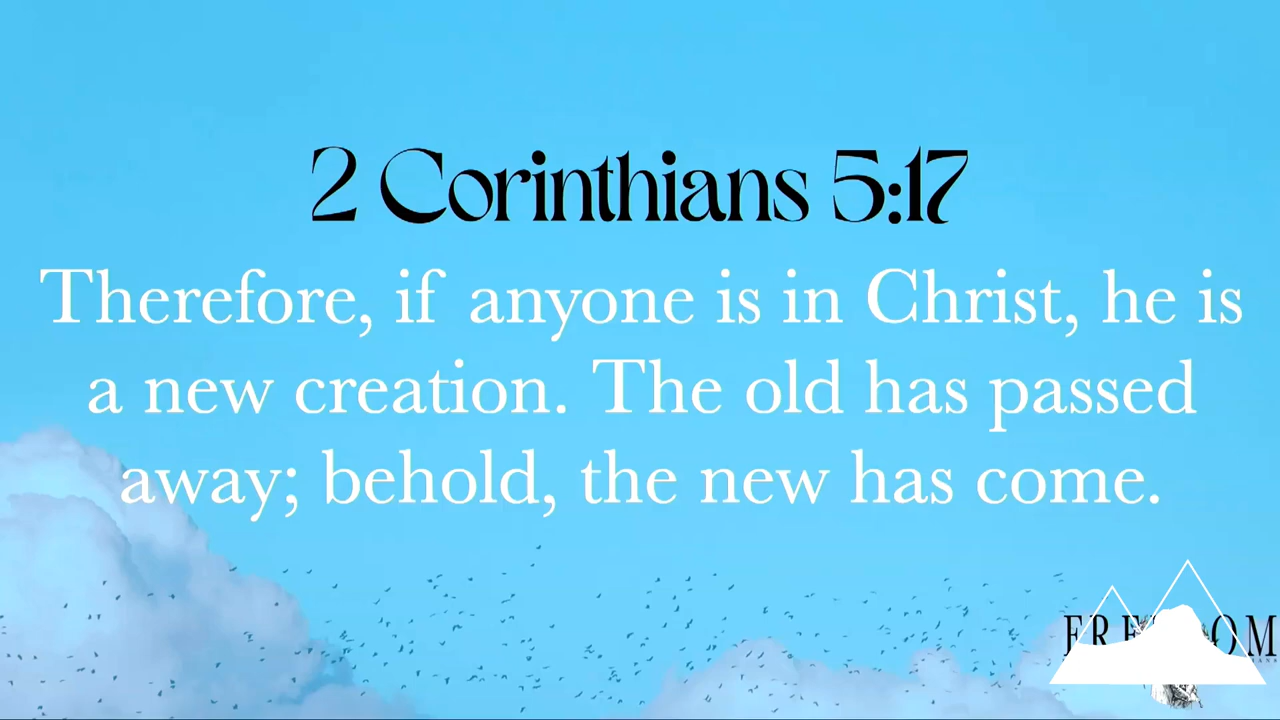 2 Corinthians 5:17
Therefore, if anyone is in Christ, he is
a new creation. The old has passed
away; behold, the new has come.